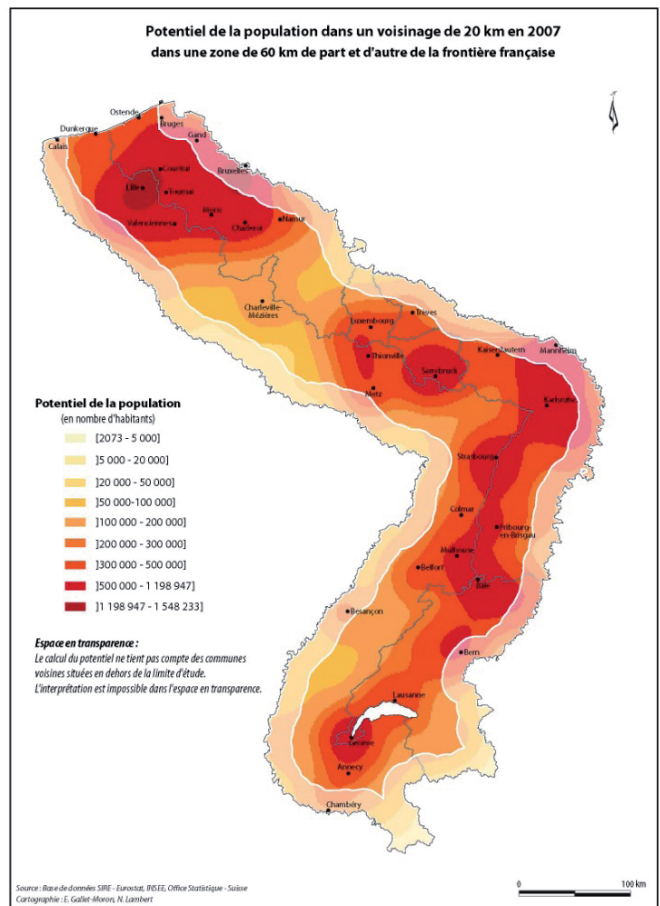 Potentiel de la population dans un voisinage de 20 km en 2007
dans une zone de 60 km de part et d'autre de la frontière française
Ostende
Bruges
Dunkerque
Calais
Gand
Bruxelles
Courtrai
Lille
Tournai
Mons
Namur
Valenciennes
Charleroi
Charleville-
Mézières
Luxembourg
Trèves
Thionville
Kaiserslautern
Mannheim
Sarrebruck
Metz
Karlsruhe
Strasbourg
Colmar
Fribourg-
en-Brisgau
Mulhouse
Belfort
Bâle
Besançon
Bern
Lausanne
Genève
Annecy
Chambéry
Potentiel de la population
(en nombre d'habitants)
[2073 - 5 000]
]5 000 - 20 000]
]20 000 - 50 000]
]50 000-100 000]
]100 000 - 200 000]
]200 000 - 300 000]
]300 000 - 500 000]
]500 000 - 1 198 947]
]1 198 947 - 1 548 233]
Espace en transparence :
Le calcul du potentiel ne tient pas compte des communes
voisines situées en dehors de la limite d'étude.
L'interprétation est impossible dans l'espace en transparence.
Source : Base de données SIRE - Eurostat, INSEE, Office Statistique - Suisse
Cartographie : E. Gallet-Moron, N. Lambert
0 100 km